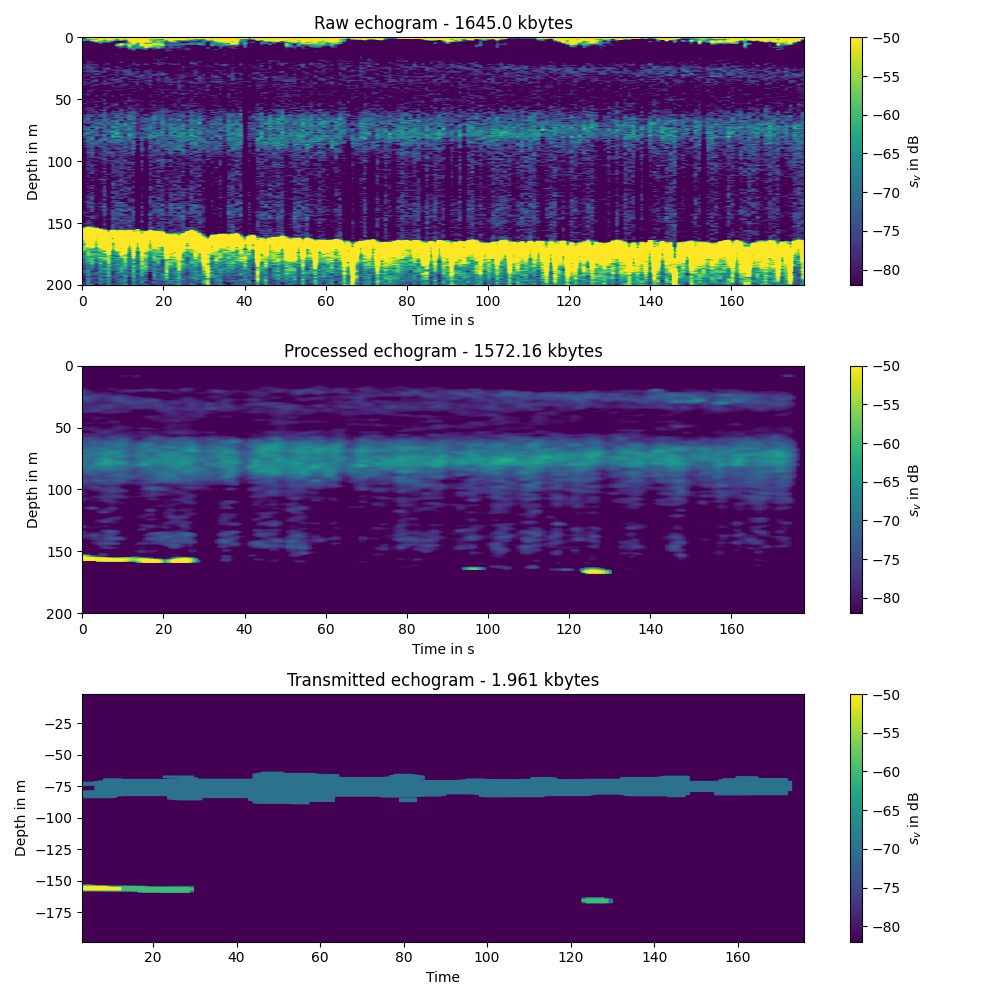 Raw echogram - 1645.0 kbytes
0
50
100
150
200
Depth in m
0 20 40 60 80 100 120 140 160
Time in s
−50
−55
−60
−65
−70
−75
−80
s_v in dB
Processed echogram - 1572.16 kbytes
0
50
100
150
200
Depth in m
0 20 40 60 80 100 120 140 160
Time in s
−50
−55
−60
−65
−70
−75
−80
s_v in dB
Transmitted echogram - 1.961 kbytes
−25
−50
−75
−100
−125
−150
−175
Depth in m
20 40 60 80 100 120 140 160
Time
−50
−55
−60
−65
−70
−75
−80
s_v in dB